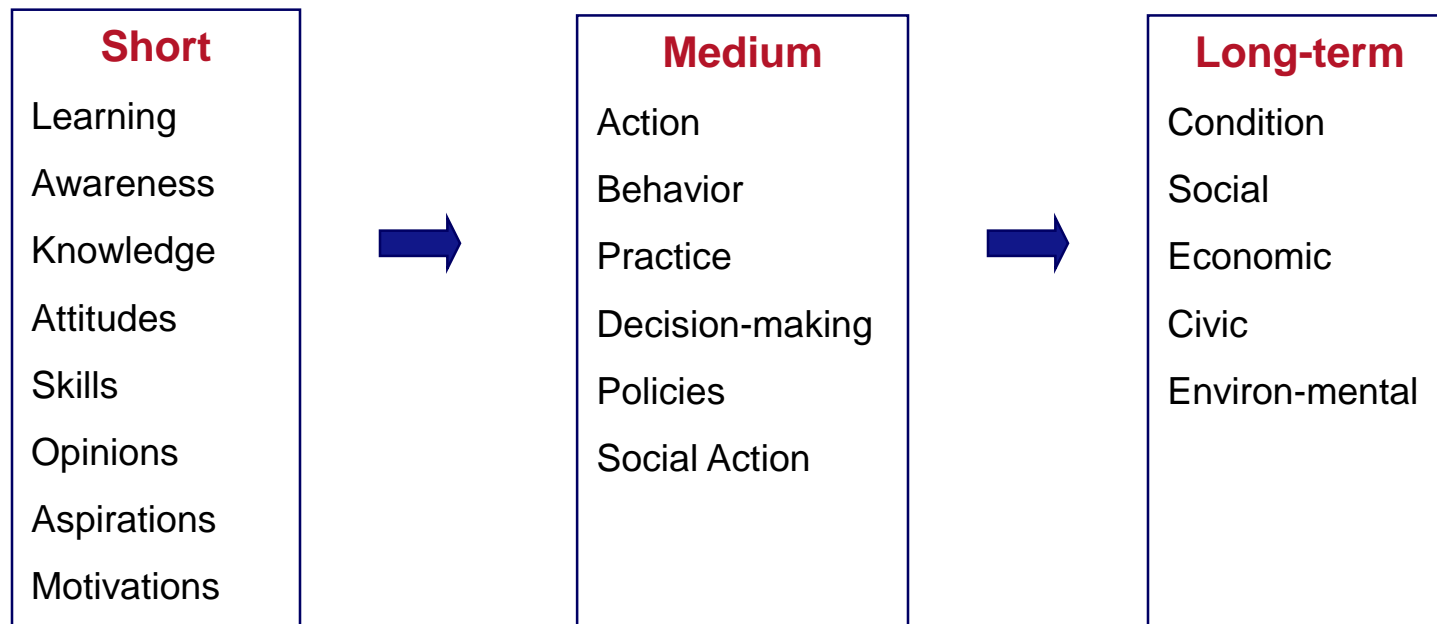 Short
Learning
Awareness
Knowledge
Attitudes
Skills
Opinions
Aspirations
Motivations
Medium
Action
Behavior
Practice
Decision-making
Policies
Social Action
Long-term
Condition
Social
Economic
Civic
Environ-mental